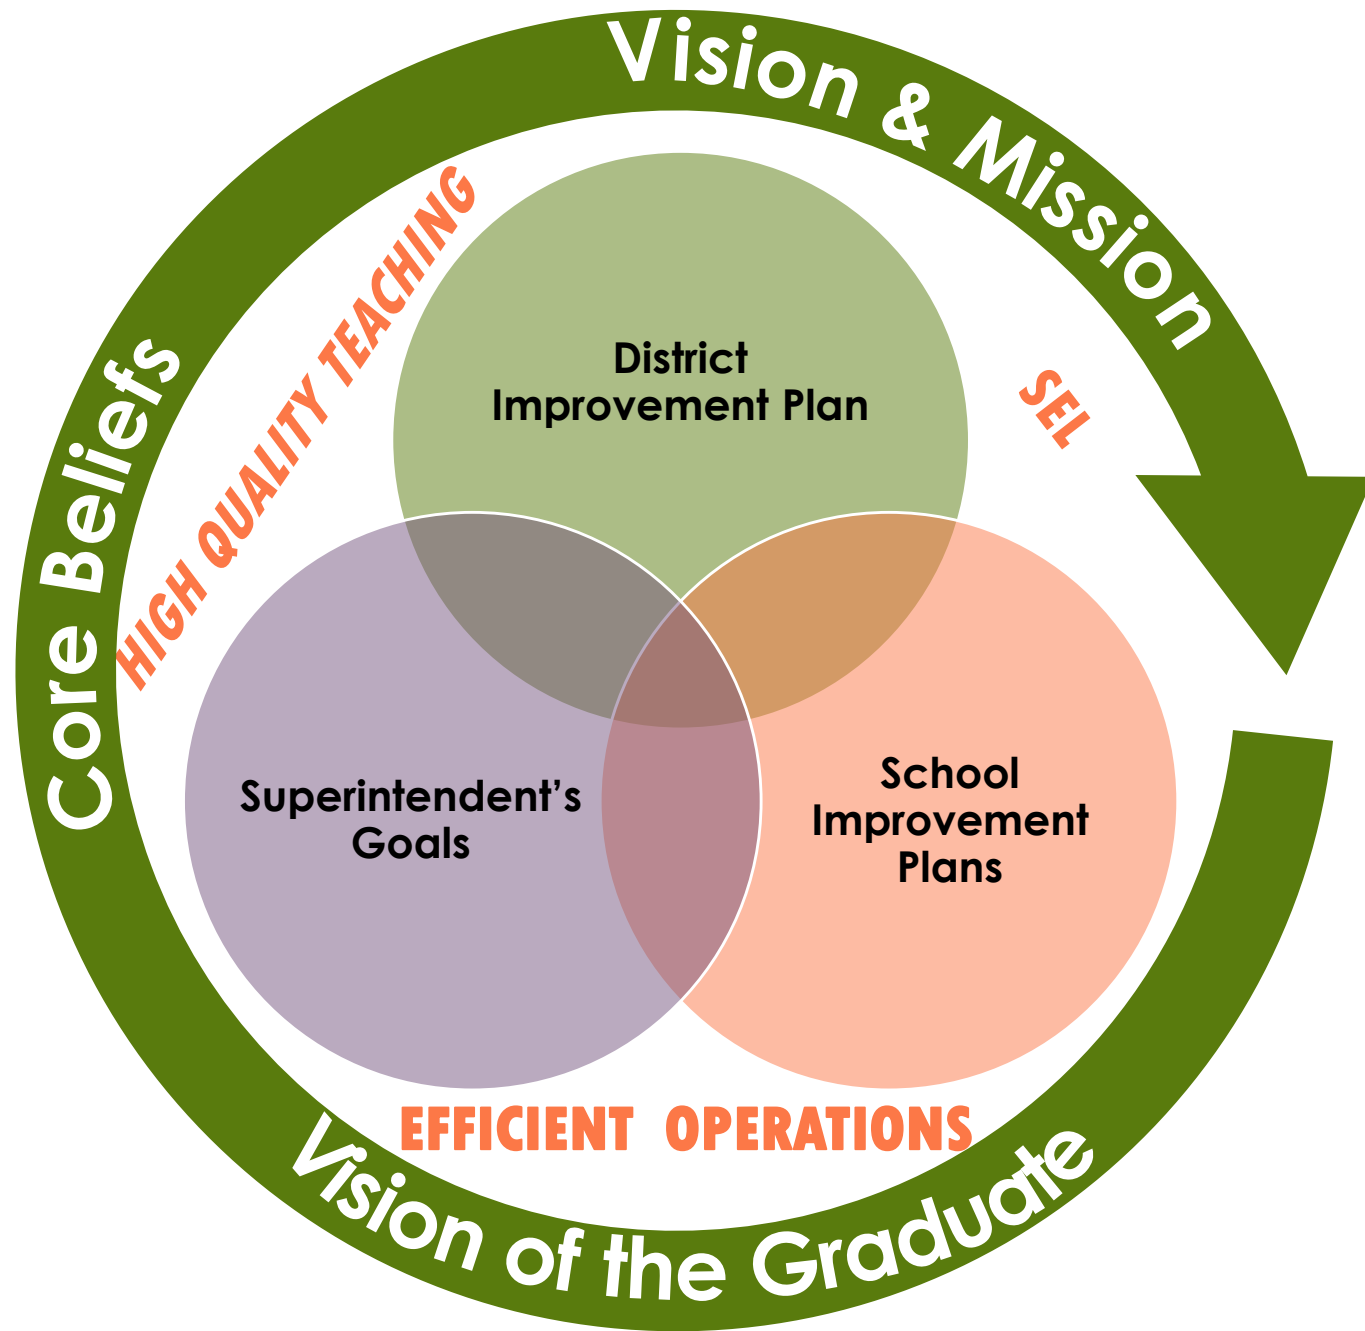 Vision & Mission
HIGH QUALITY TEACHING
District
Improvement Plan
SEL
Core Beliefs
Superintendent’s
Goals
School
Improvement
Plans
EFFICIENT OPERATIONS
Vision of the Graduate